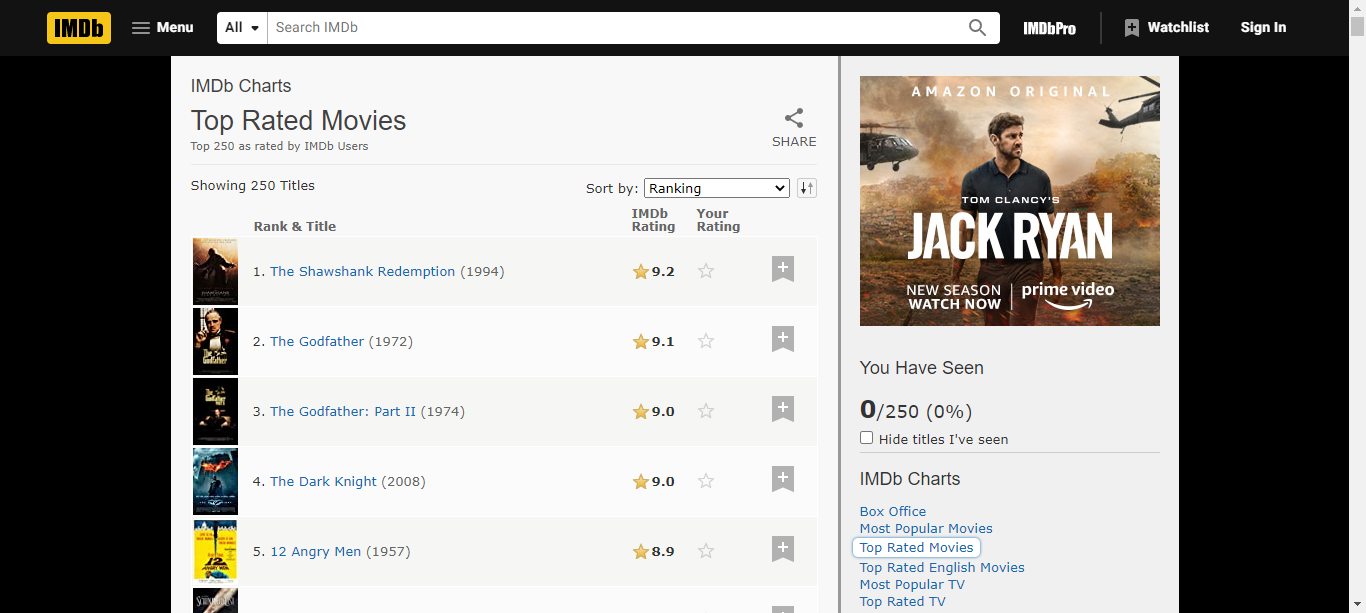 IMDb
Menu
All
Search IMDb
IMDbPro
Watchlist
Sign In
IMDb Charts
Top Rated Movies
Top 250 as rated by IMDb Users
SHARE
Showing 250 Titles
Sort by: Ranking
Rank & Title
IMDb Rating
Your Rating
1. The Shawshank Redemption (1994)
9.2
2. The Godfather (1972)
9.1
3. The Godfather: Part II (1974)
9.0
4. The Dark Knight (2008)
9.0
5. 12 Angry Men (1957)
8.9
AMAZON ORIGINAL
TOM CLANCY'S
JACK RYAN
NEW SEASON
WATCH NOW
prime video
You Have Seen
0/250 (0%)
Hide titles I've seen
IMDb Charts
Box Office
Most Popular Movies
Top Rated Movies
Top Rated English Movies
Most Popular TV
Top Rated TV